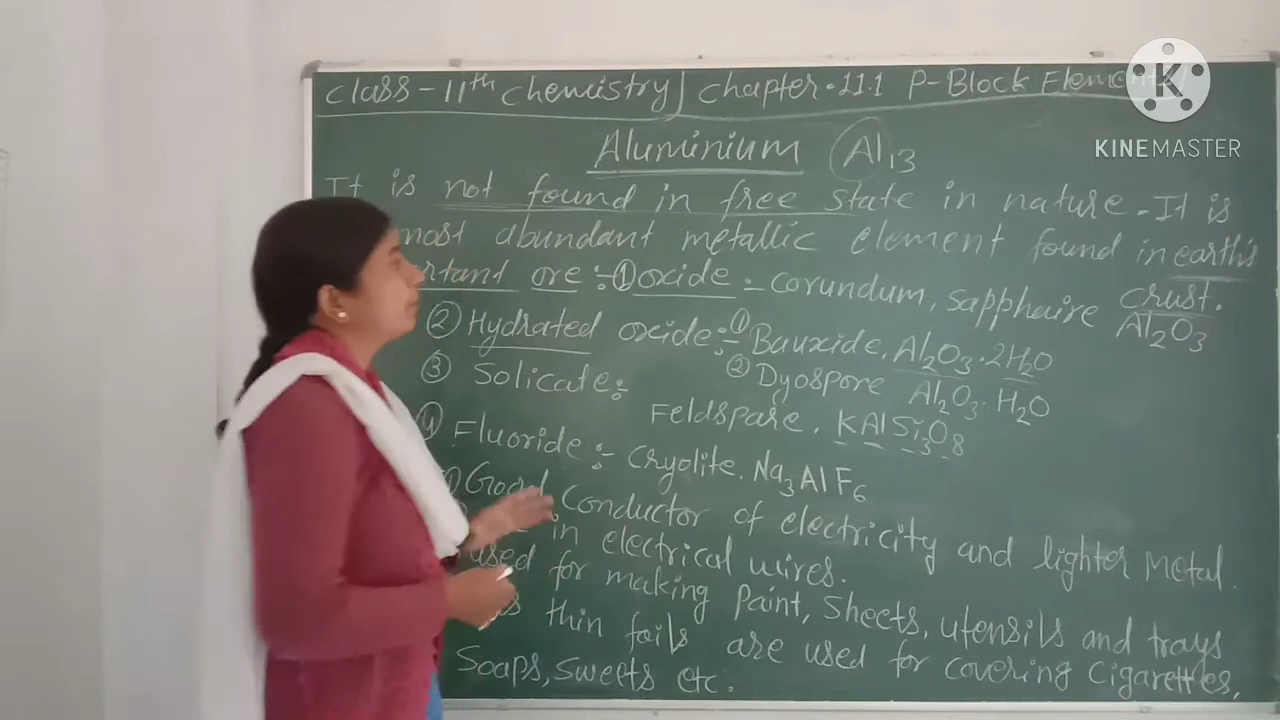 Class-11th Chemistry] Chapter-11.1 P-Block Elements
K
KINEMASTER
Aluminium Al13
It is not found in free state in nature. It is
most abundant metallic element found in earth's
crust.
ore :- ① oxide :- corundum, sapphaire Al2O3
② Hydrated oxide :- ① Bauxide. Al2O3.2H2O
② Dyospore Al2O3.H2O
③ Solicate :-
Feldspare. KAlSi3O8
④ Fluoride :- Cryolite. Na3AlF6
Good Conductor of electricity and lighter Metal.
in electrical wires.
used for making Paint, Sheets, utensils and trays
thin foils are used for covering Cigarettes,
Soaps, Sweets etc.